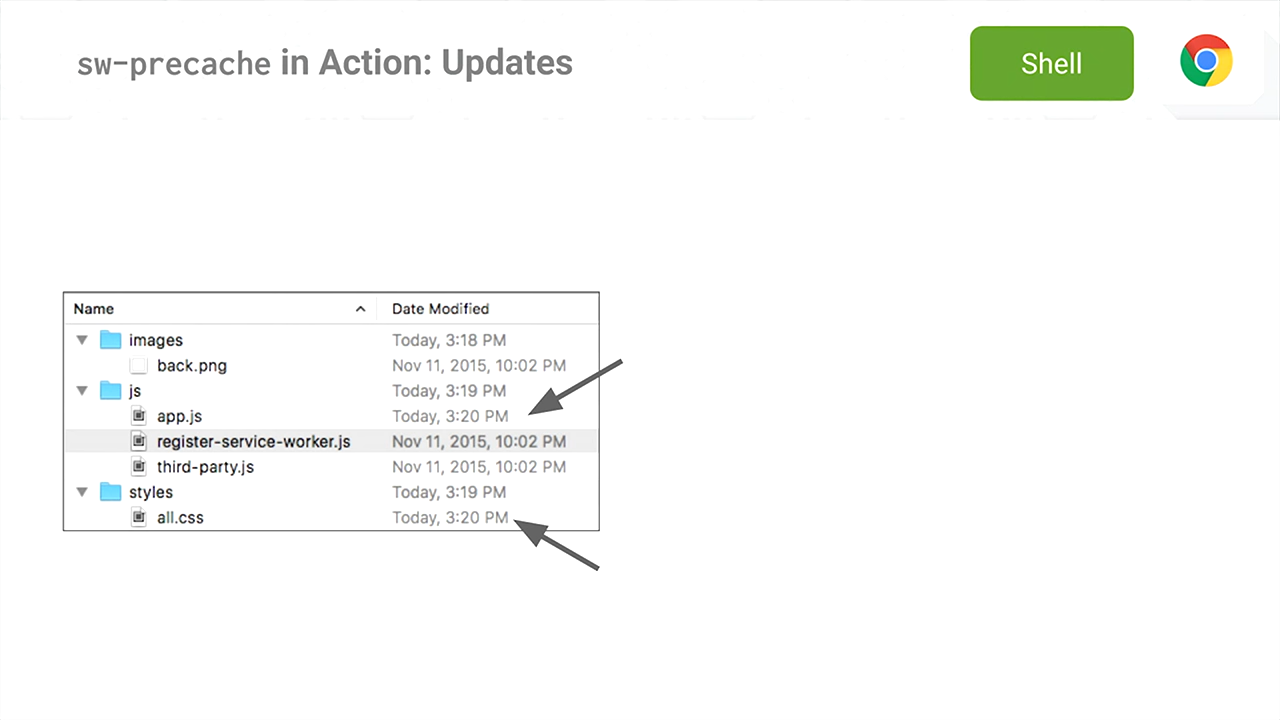 sw-precache in Action: Updates
Shell
Name Date Modified
images Today, 3:18 PM
back.png Nov 11, 2015, 10:02 PM
js Today, 3:19 PM
app.js Today, 3:20 PM
register-service-worker.js Nov 11, 2015, 10:02 PM
third-party.js Nov 11, 2015, 10:02 PM
styles Today, 3:19 PM
all.css Today, 3:20 PM